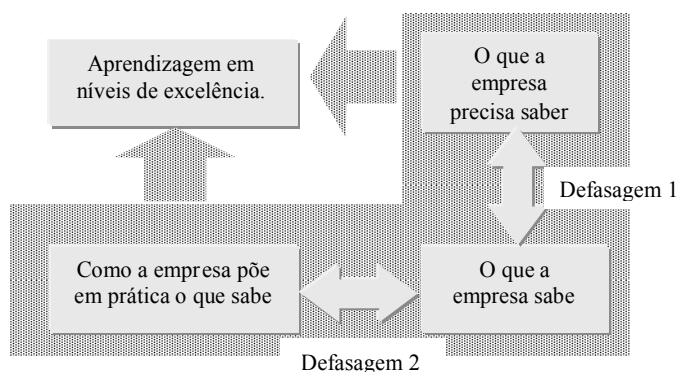 Aprendizagem em
níveis de excelência.
O que a
empresa
precisa saber
Defasagem 1
Como a empresa põe
em prática o que sabe
O que a
empresa sabe
Defasagem 2